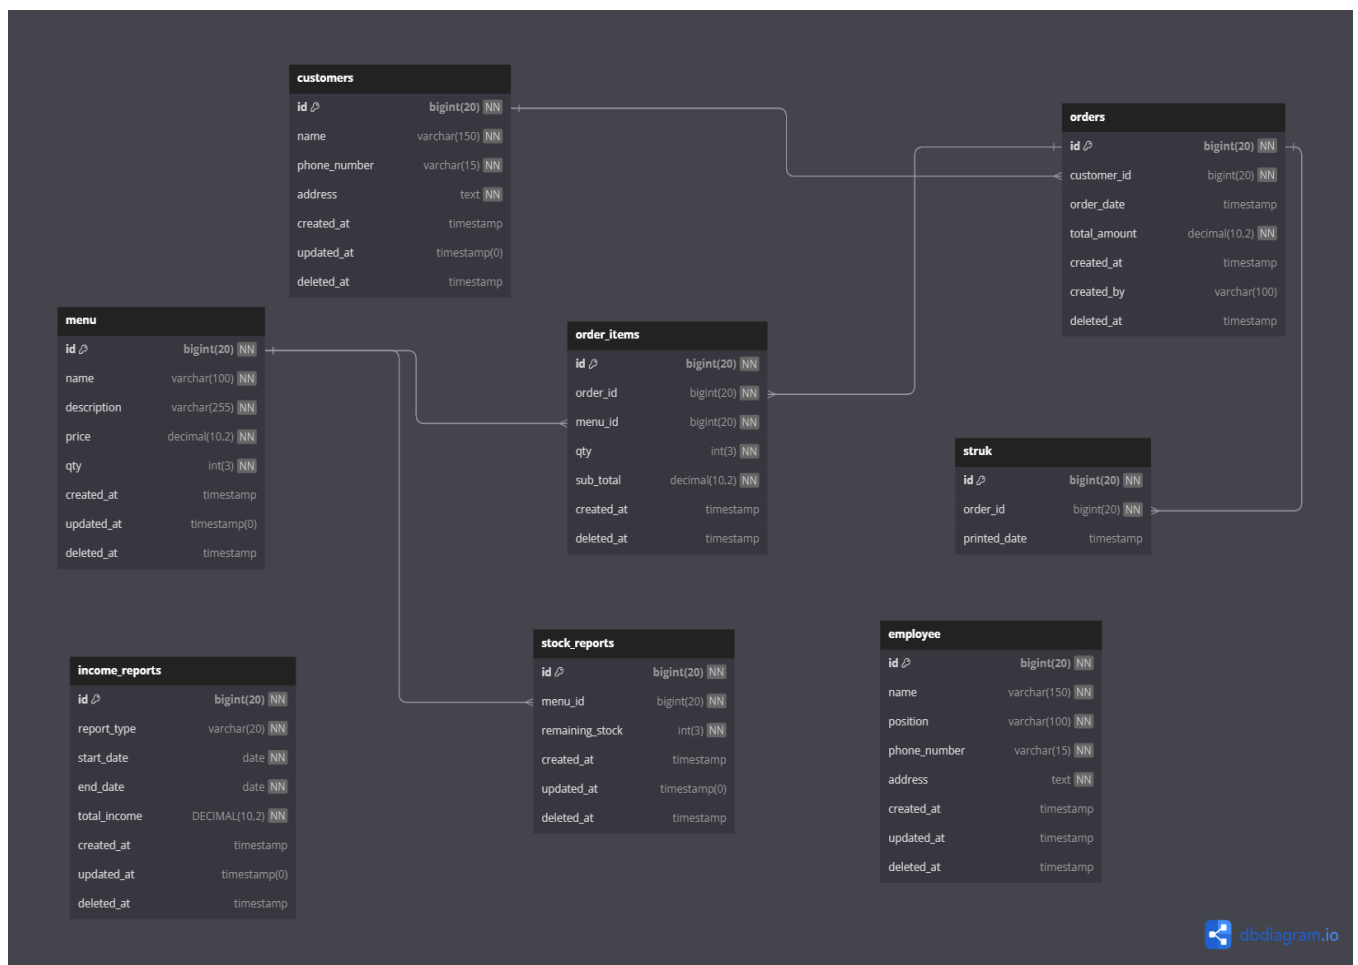 customers
id bigint(20) NN
name varchar(150) NN
phone_number varchar(15) NN
address text NN
created_at timestamp
updated_at timestamp(0)
deleted_at timestamp
orders
id bigint(20) NN
customer_id bigint(20) NN
order_date timestamp
total_amount decimal(10,2) NN
created_at timestamp
created_by varchar(100)
deleted_at timestamp
menu
id bigint(20) NN
name varchar(100) NN
description varchar(255) NN
price decimal(10,2) NN
qty int(3) NN
created_at timestamp
updated_at timestamp(0)
deleted_at timestamp
order_items
id bigint(20) NN
order_id bigint(20) NN
menu_id bigint(20) NN
qty int(3) NN
sub_total decimal(10,2) NN
created_at timestamp
deleted_at timestamp
struk
id bigint(20) NN
order_id bigint(20) NN
printed_date timestamp
income_reports
id bigint(20) NN
report_type varchar(20) NN
start_date date NN
end_date date NN
total_income DECIMAL(10,2) NN
created_at timestamp
updated_at timestamp(0)
deleted_at timestamp
stock_reports
id bigint(20) NN
menu_id bigint(20) NN
remaining_stock int(3) NN
created_at timestamp
updated_at timestamp(0)
deleted_at timestamp
employee
id bigint(20) NN
name varchar(150) NN
position varchar(100) NN
phone_number varchar(15) NN
address text NN
created_at timestamp
updated_at timestamp
deleted_at timestamp
dbdiagram.io